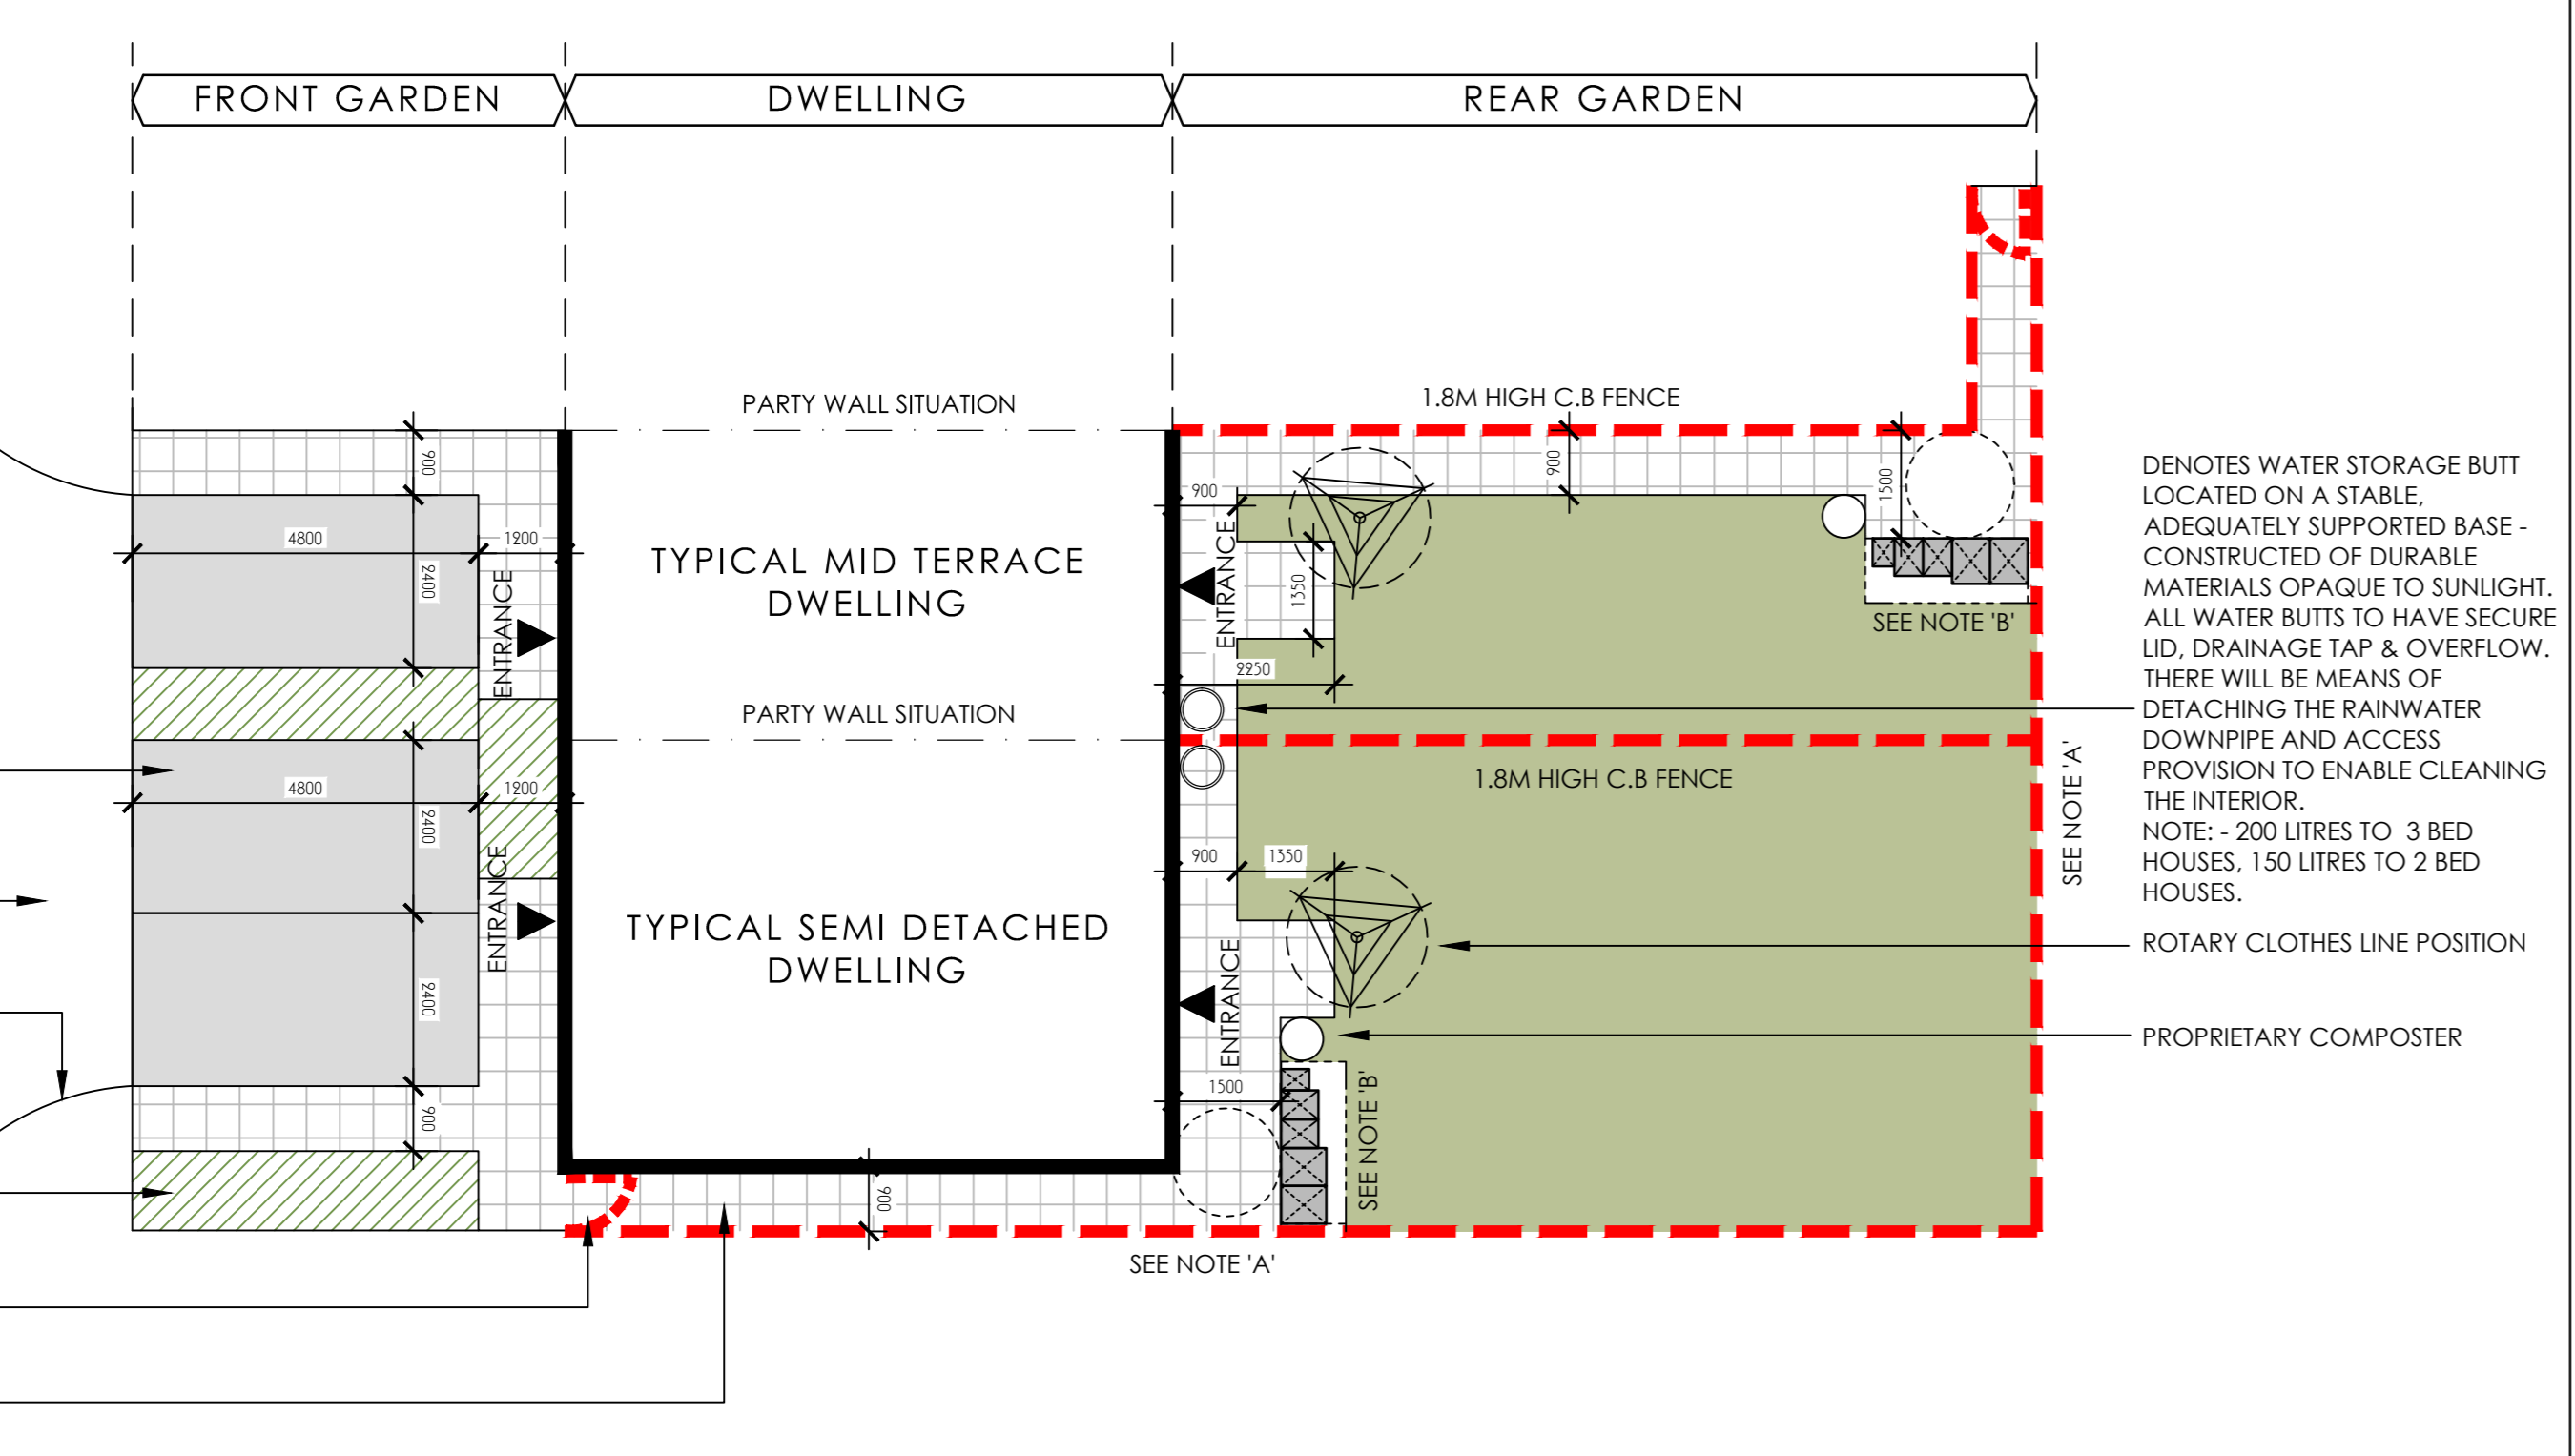 FRONT GARDEN
DWELLING
REAR GARDEN
PARTY WALL SITUATION
1.8M HIGH C.B FENCE
900
900
1500
900
4800
1200
2400
ENTRANCE
TYPICAL MID TERRACE
DWELLING
ENTRANCE
1350
2250
SEE NOTE 'B'
PARTY WALL SITUATION
1.8M HIGH C.B FENCE
SEE NOTE 'A'
4800
1200
2400
900
1350
ENTRANCE
TYPICAL SEMI DETACHED
DWELLING
ENTRANCE
2400
1500
SEE NOTE 'B'
900
900
SEE NOTE 'A'
DENOTES WATER STORAGE BUTT
LOCATED ON A STABLE,
ADEQUATELY SUPPORTED BASE -
CONSTRUCTED OF DURABLE
MATERIALS OPAQUE TO SUNLIGHT.
ALL WATER BUTTS TO HAVE SECURE
LID, DRAINAGE TAP & OVERFLOW.
THERE WILL BE MEANS OF
DETACHING THE RAINWATER
DOWNPIPE AND ACCESS
PROVISION TO ENABLE CLEANING
THE INTERIOR.
NOTE: - 200 LITRES TO 3 BED
HOUSES, 150 LITRES TO 2 BED
HOUSES.
ROTARY CLOTHES LINE POSITION
PROPRIETARY COMPOSTER